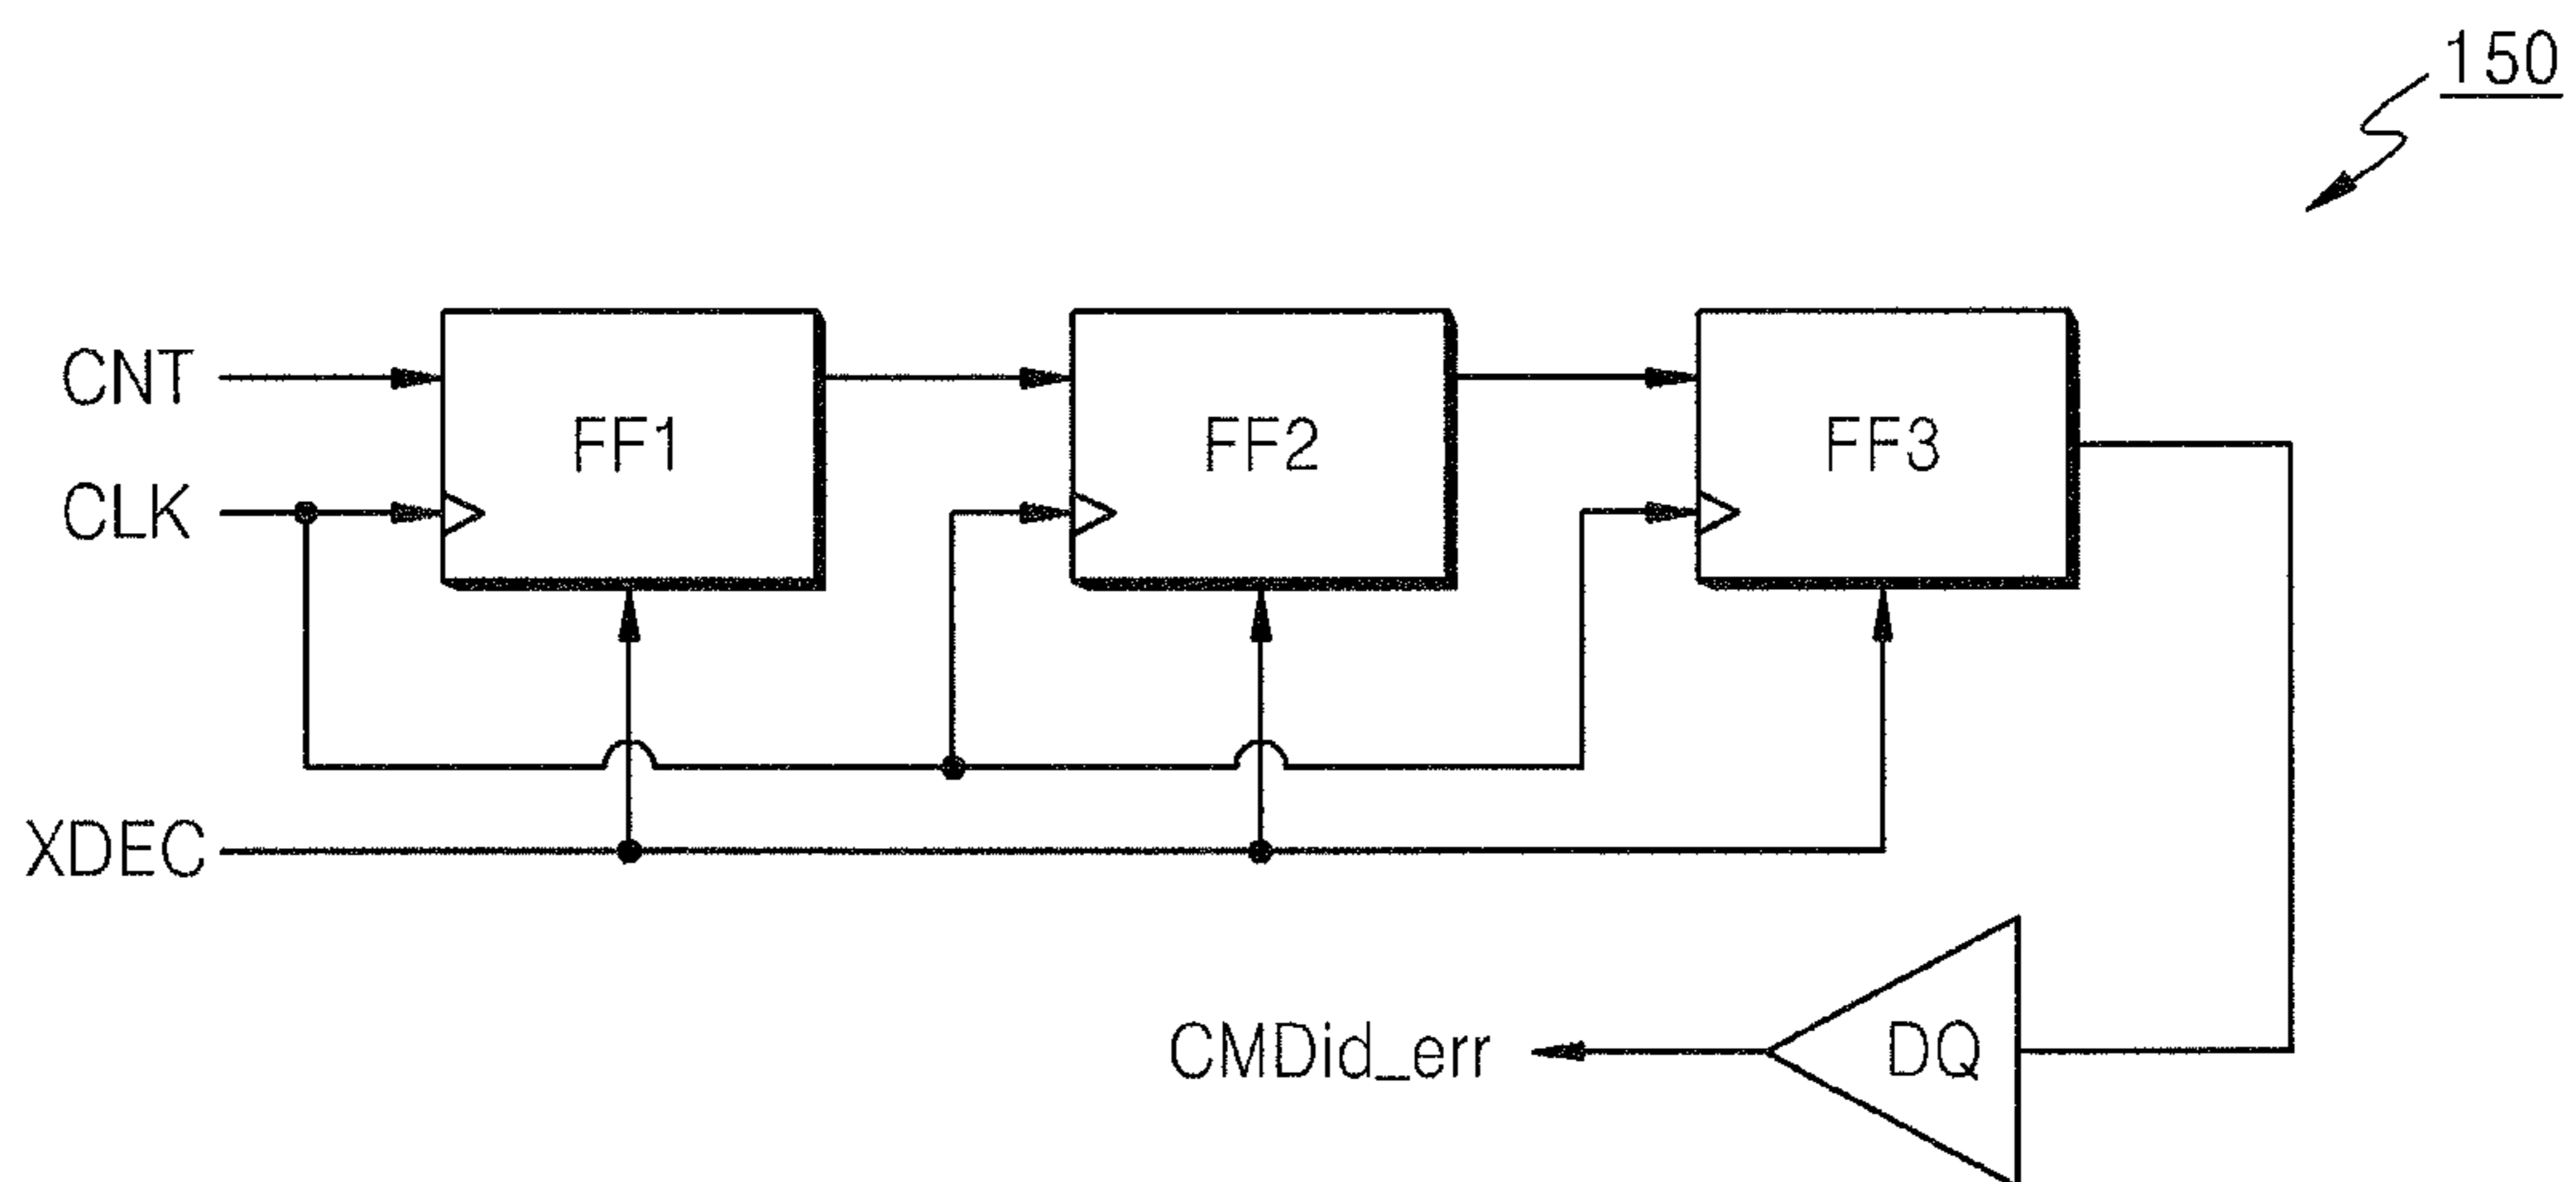 150
CNT
FF1
FF2
FF3
CLK
XDEC
CMDid_err
DQ